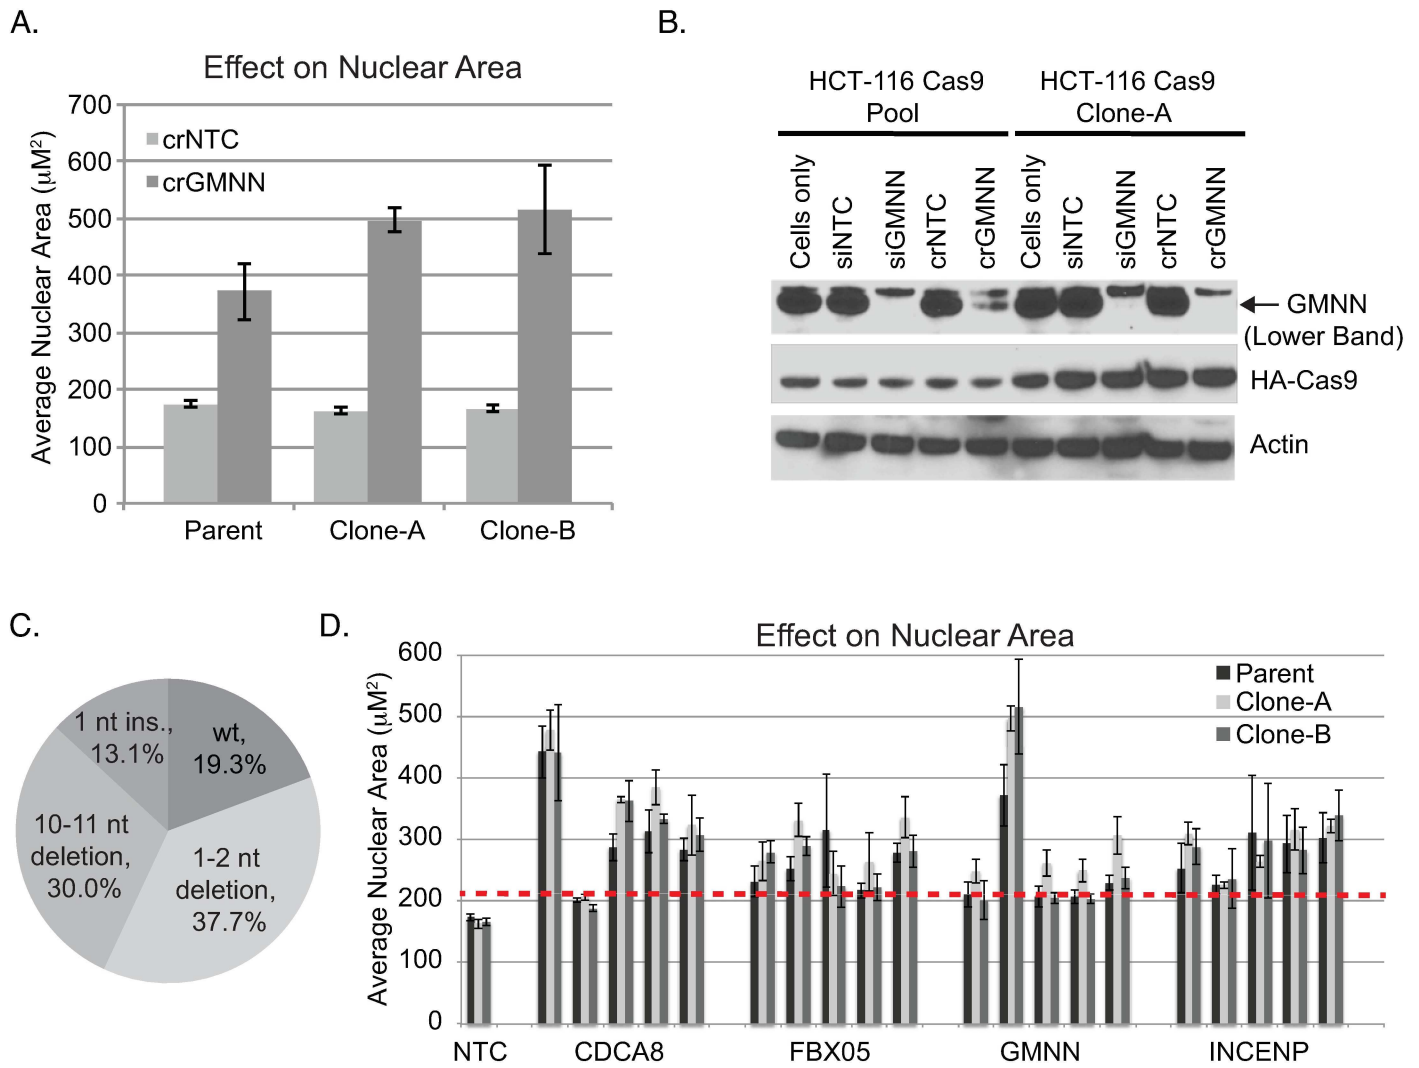 A.
Effect on Nuclear Area
Average Nuclear Area (µM²)
700
600
500
400
300
200
100
0
crNTC
crGMNN
Parent
Clone-A
Clone-B
B.
HCT-116 Cas9
Pool
HCT-116 Cas9
Clone-A
Cells only
siNTC
siGMNN
crNTC
crGMNN
Cells only
siNTC
siGMNN
crNTC
crGMNN
GMNN
(Lower Band)
HA-Cas9
Actin
C.
1 nt ins.,
13.1%
wt,
19.3%
10-11 nt
deletion,
30.0%
1-2 nt
deletion,
37.7%
D.
Effect on Nuclear Area
Average Nuclear Area (µM²)
600
500
400
300
200
100
0
Parent
Clone-A
Clone-B
NTC
CDCA8
FBX05
GMNN
INCENP